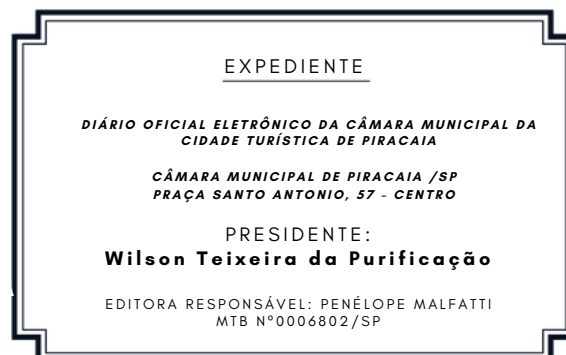 EXPEDIENTE
DIÁRIO OFICIAL ELETRÔNICO DA CÂMARA MUNICIPAL DA
CIDADE TURÍSTICA DE PIRACAIA
CÂMARA MUNICIPAL DE PIRACAIA /SP
PRAÇA SANTO ANTONIO, 57 - CENTRO
PRESIDENTE:
Wilson Teixeira da Purificação
EDITORA RESPONSÁVEL: PENÉLOPE MALFATTI
MTB Nº0006802/SP